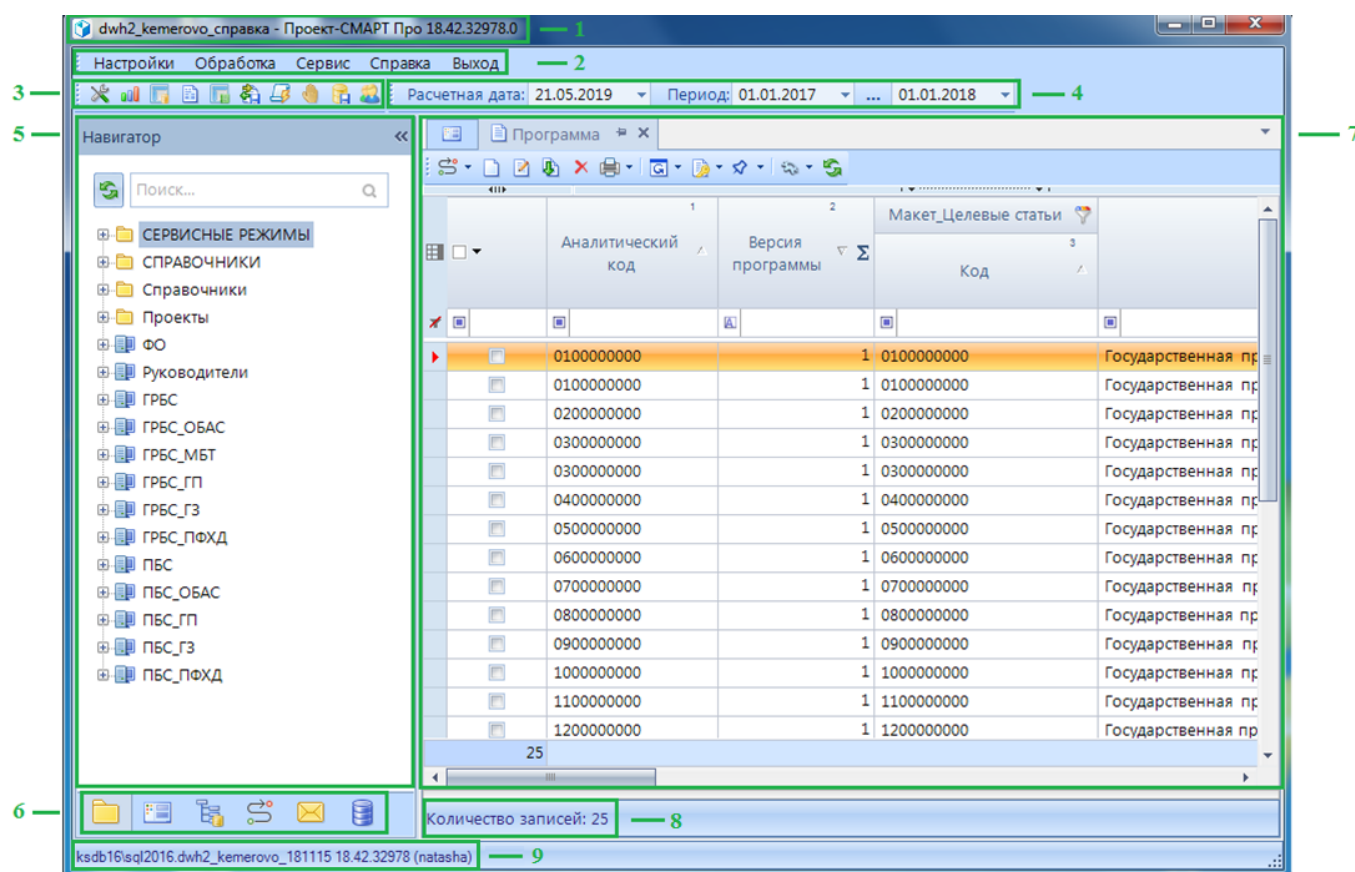 dwh2_kemerovo_справка - Проект-СМАРТ Про 18.42.32978.0
1
Настройки Обработка Сервис Справка Выход
2
3
Расчетная дата: 21.05.2019 Период: 01.01.2017 ... 01.01.2018
4
5
Навигатор
Программа
7
Поиск...
СЕРВИСНЫЕ РЕЖИМЫ
СПРАВОЧНИКИ
Справочники
Проекты
ФО
Руководители
ГРБС
ГРБС_ОБАС
ГРБС_МБТ
ГРБС_ГП
ГРБС_ГЗ
ГРБС_ПФХД
ПБС
ПБС_ОБАС
ПБС_ГП
ПБС_ГЗ
ПБС_ПФХД
1 2 Макет_Целевые статьи
Аналитический код
Версия программы Σ
3
Код
0100000000 1 0100000000 Государственная пр
0100000000 1 0100000000 Государственная пр
0200000000 1 0200000000 Государственная пр
0300000000 1 0300000000 Государственная пр
0300000000 1 0300000000 Государственная пр
0400000000 1 0400000000 Государственная пр
0500000000 1 0500000000 Государственная пр
0600000000 1 0600000000 Государственная пр
0700000000 1 0700000000 Государственная пр
0800000000 1 0800000000 Государственная пр
0900000000 1 0900000000 Государственная пр
1000000000 1 1000000000 Государственная пр
1100000000 1 1100000000 Государственная пр
1200000000 1 1200000000 Государственная пр
25
6
Количество записей: 25
8
ksdb16\sql2016.dwh2_kemerovo_181115 18.42.32978 (natasha)
9